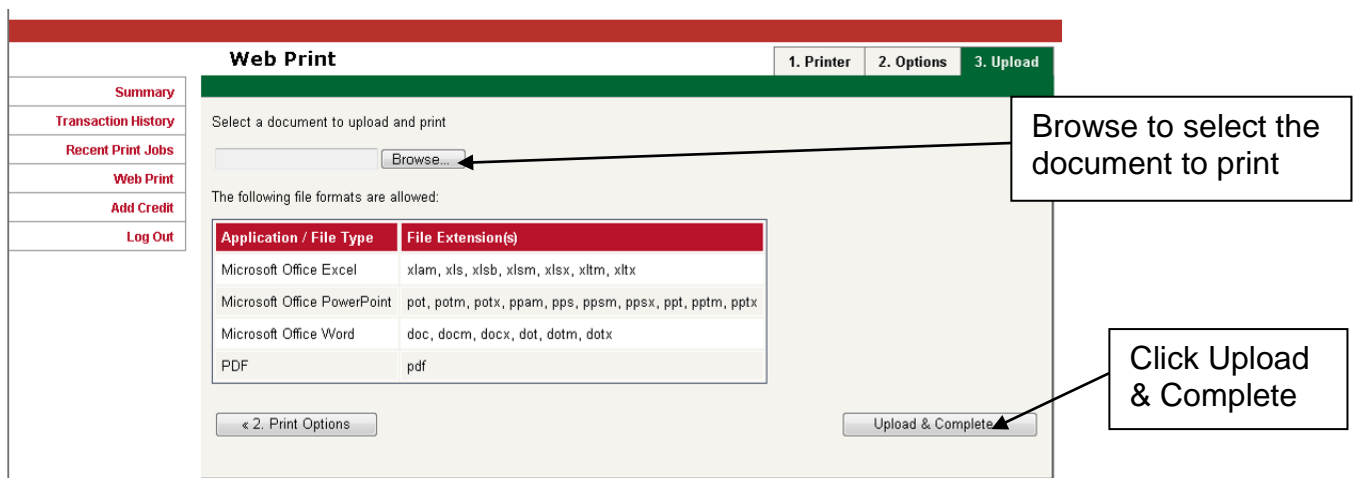 Web Print
1. Printer 2. Options 3. Upload
Summary
Transaction History
Recent Print Jobs
Web Print
Add Credit
Log Out
Select a document to upload and print
Browse...
The following file formats are allowed:
Application / File Type File Extension(s)
Microsoft Office Excel xlam, xls, xlsb, xlsm, xlsx, xltm, xltx
Microsoft Office PowerPoint pot, potm, potx, ppam, pps, ppsm, ppsx, ppt, pptm, pptx
Microsoft Office Word doc, docm, docx, dot, dotm, dotx
PDF pdf
« 2. Print Options
Upload & Complete
Browse to select the
document to print
Click Upload
& Complete